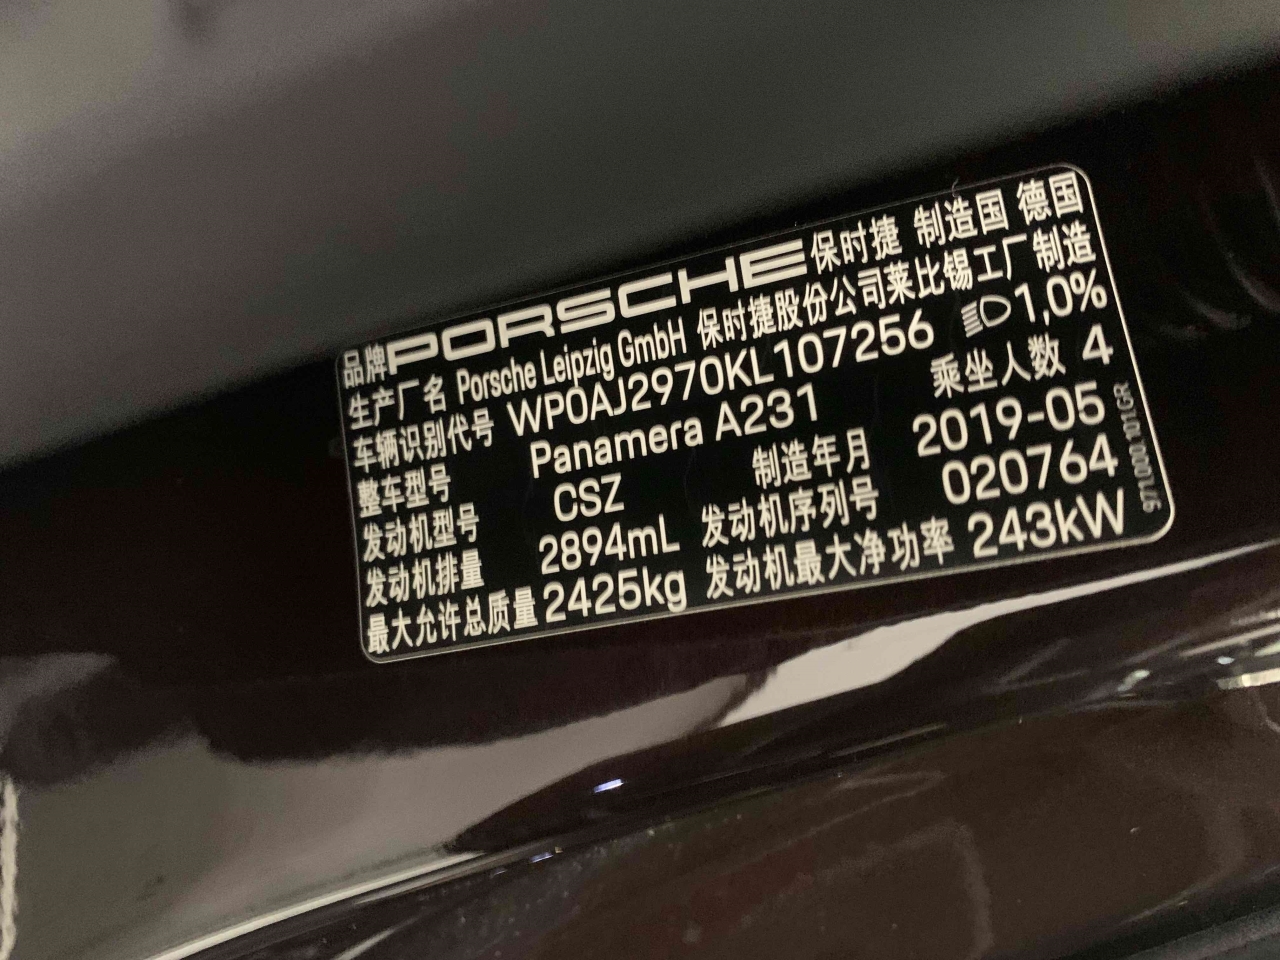 品牌 PORSCHE 保时捷 制造国 德国
生产厂名 Porsche Leipzig GmbH 保时捷股份公司莱比锡工厂制造
车辆识别代号 WP0AJ2970KL107256 1,0%
整车型号 Panamera A231 乘坐人数 4
发动机型号 CSZ 制造年月 2019-05
发动机排量 2894mL 发动机序列号 020764
最大允许总质量 2425kg 发动机最大净功率 243kW